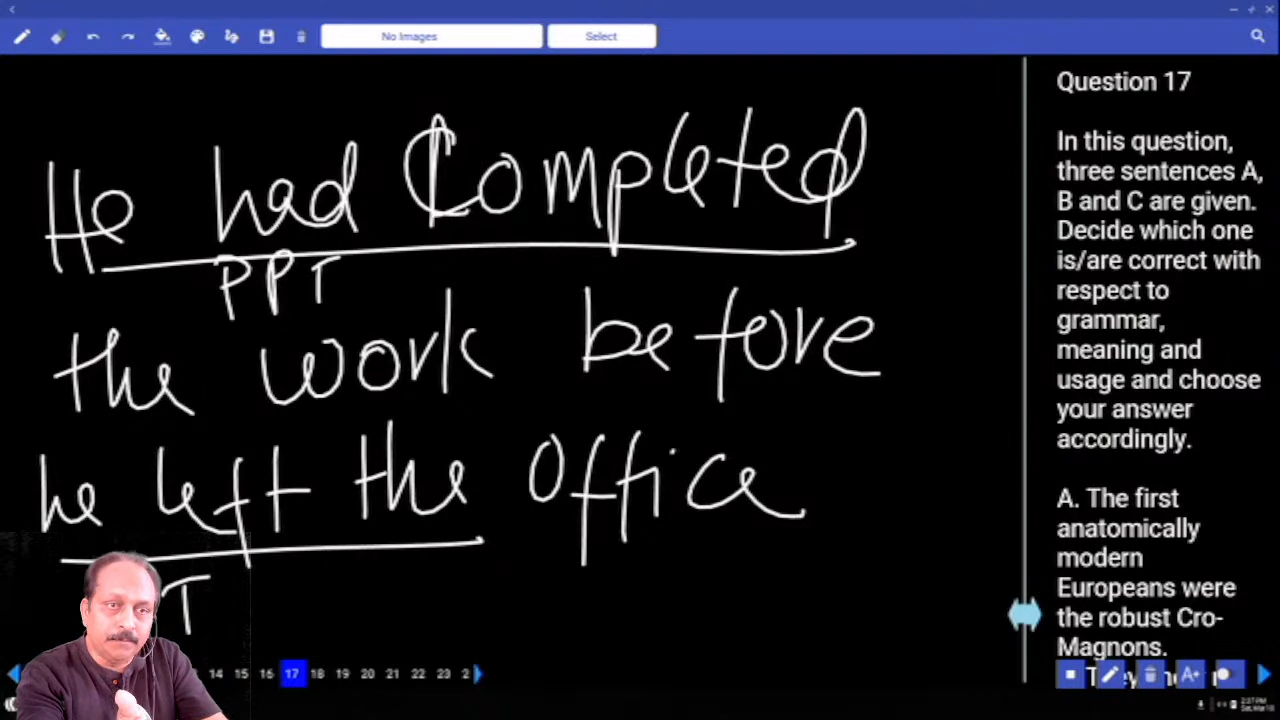 No Images
Select
He had Completed
PPT
the work before
he left the Office
T
14 15 16 17 18 19 20 21 22 23 2
Question 17
In this question,
three sentences A,
B and C are given.
Decide which one
is/are correct with
respect to
grammar,
meaning and
usage and choose
your answer
accordingly.
A. The first
anatomically
modern
Europeans were
the robust Cro-
Magnons.
A+